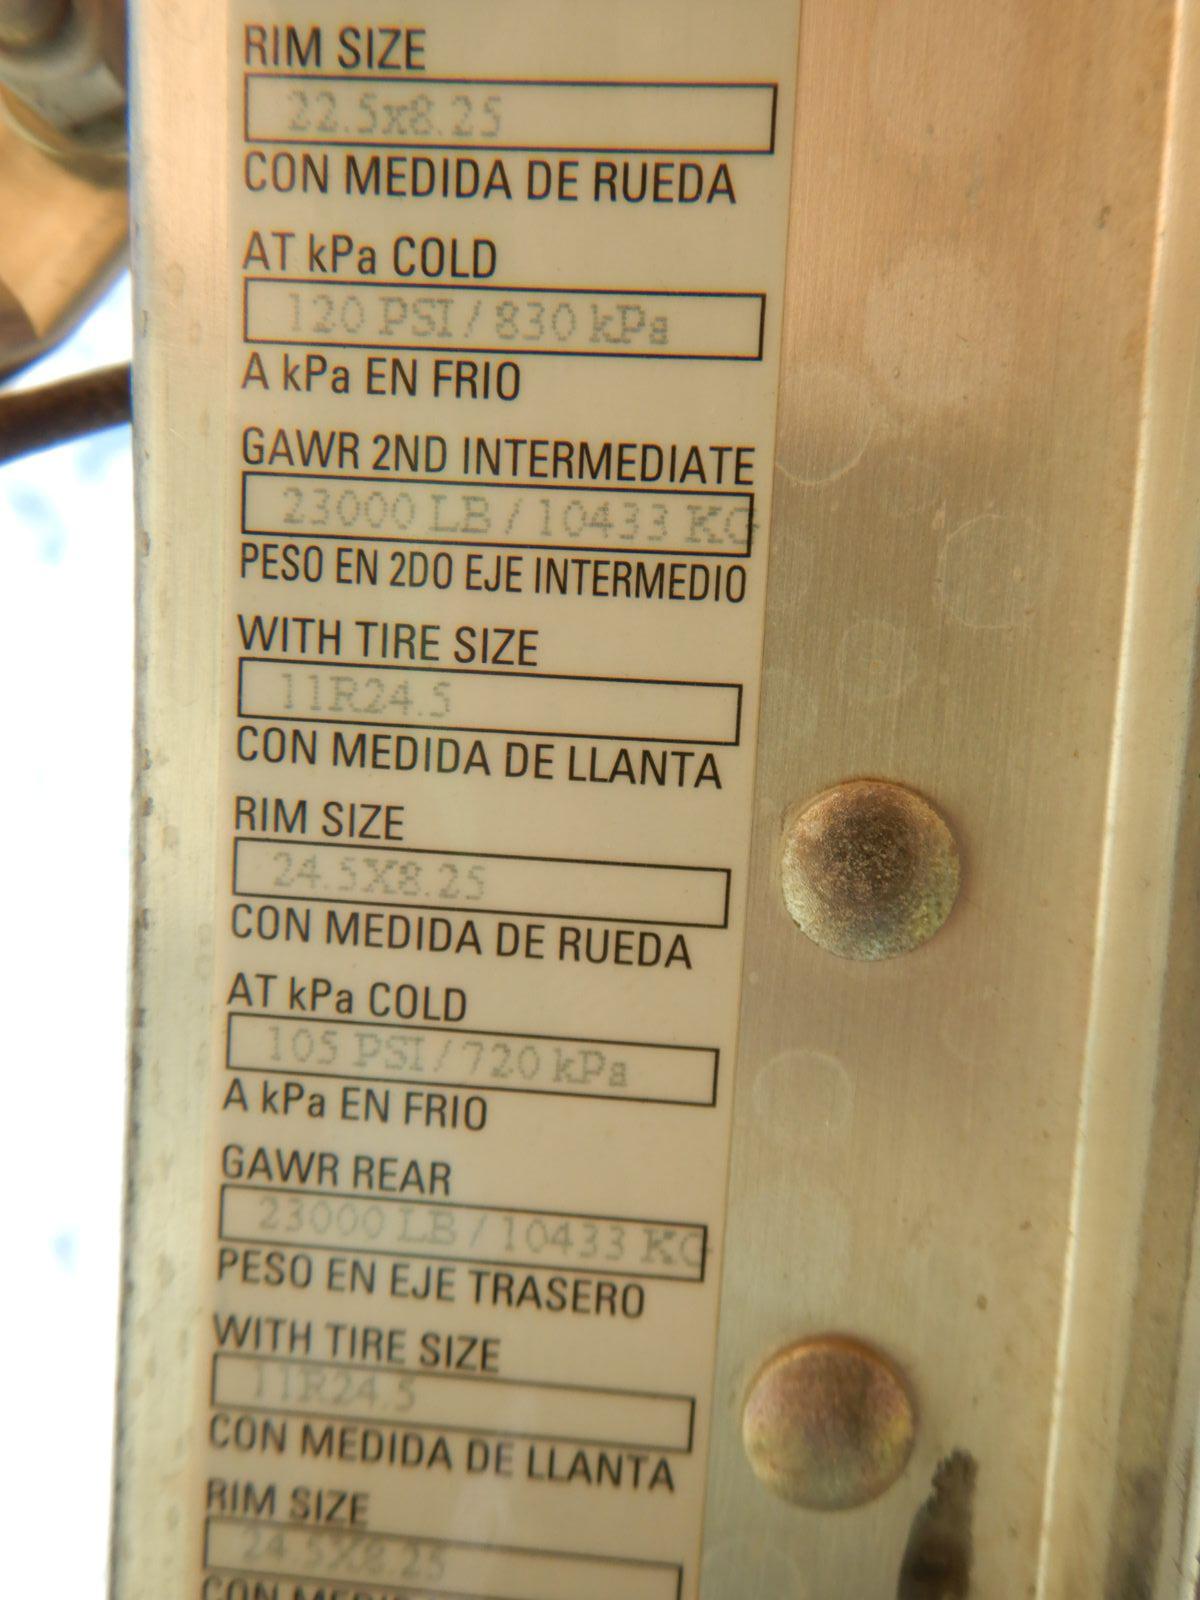 RIM SIZE
22.5x8.25
CON MEDIDA DE RUEDA
AT kPa COLD
120 PSI / 830 kPa
A kPa EN FRIO
GAWR 2ND INTERMEDIATE
23000 LB / 10433 KG
PESO EN 2DO EJE INTERMEDIO
WITH TIRE SIZE
11R24.5
CON MEDIDA DE LLANTA
RIM SIZE
24.5X8.25
CON MEDIDA DE RUEDA
AT kPa COLD
105 PSI / 720 kPa
A kPa EN FRIO
GAWR REAR
23000 LB / 10433 KG
PESO EN EJE TRASERO
WITH TIRE SIZE
11R24.5
CON MEDIDA DE LLANTA
RIM SIZE
24.5X8.25
CON